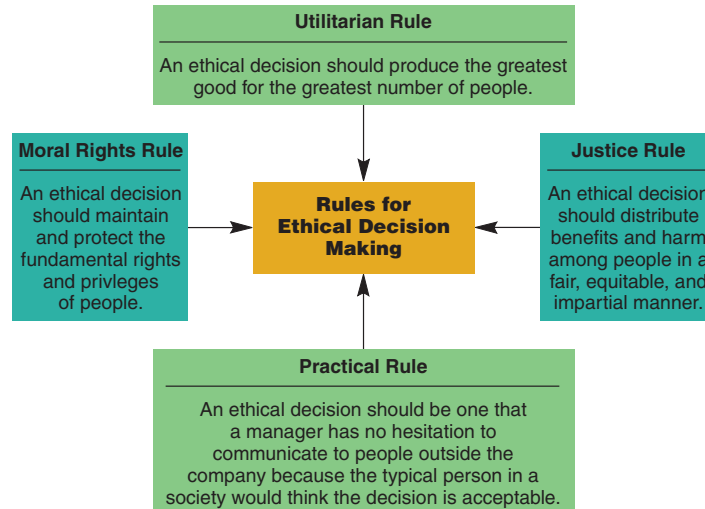 Utilitarian Rule
An ethical decision should produce the greatest
good for the greatest number of people.
Moral Rights Rule
An ethical decision
should maintain
and protect the
fundamental rights
and privleges
of people.
Rules for
Ethical Decision
Making
Justice Rule
An ethical decision
should distribute
benefits and harm
among people in a
fair, equitable, and
impartial manner.
Practical Rule
An ethical decision should be one that
a manager has no hesitation to
communicate to people outside the
company because the typical person in a
society would think the decision is acceptable.